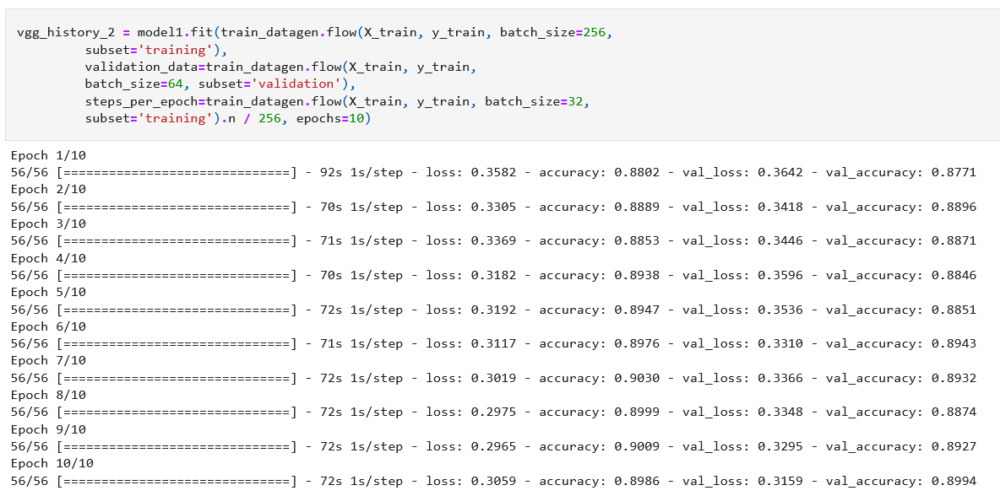 vgg_history_2 = model1.fit(train_datagen.flow(X_train, y_train, batch_size=256,
subset='training'),
validation_data=train_datagen.flow(X_train, y_train,
batch_size=64, subset='validation'),
steps_per_epoch=train_datagen.flow(X_train, y_train, batch_size=32,
subset='training').n / 256, epochs=10)
Epoch 1/10
56/56 [==============================] - 92s 1s/step - loss: 0.3582 - accuracy: 0.8802 - val_loss: 0.3642 - val_accuracy: 0.8771
Epoch 2/10
56/56 [==============================] - 70s 1s/step - loss: 0.3305 - accuracy: 0.8889 - val_loss: 0.3418 - val_accuracy: 0.8896
Epoch 3/10
56/56 [==============================] - 71s 1s/step - loss: 0.3369 - accuracy: 0.8853 - val_loss: 0.3446 - val_accuracy: 0.8871
Epoch 4/10
56/56 [==============================] - 70s 1s/step - loss: 0.3182 - accuracy: 0.8938 - val_loss: 0.3596 - val_accuracy: 0.8846
Epoch 5/10
56/56 [==============================] - 72s 1s/step - loss: 0.3192 - accuracy: 0.8947 - val_loss: 0.3536 - val_accuracy: 0.8851
Epoch 6/10
56/56 [==============================] - 71s 1s/step - loss: 0.3117 - accuracy: 0.8976 - val_loss: 0.3310 - val_accuracy: 0.8943
Epoch 7/10
56/56 [==============================] - 72s 1s/step - loss: 0.3019 - accuracy: 0.9030 - val_loss: 0.3366 - val_accuracy: 0.8932
Epoch 8/10
56/56 [==============================] - 72s 1s/step - loss: 0.2975 - accuracy: 0.8999 - val_loss: 0.3348 - val_accuracy: 0.8874
Epoch 9/10
56/56 [==============================] - 72s 1s/step - loss: 0.2965 - accuracy: 0.9009 - val_loss: 0.3295 - val_accuracy: 0.8927
Epoch 10/10
56/56 [==============================] - 72s 1s/step - loss: 0.3059 - accuracy: 0.8986 - val_loss: 0.3159 - val_accuracy: 0.8994